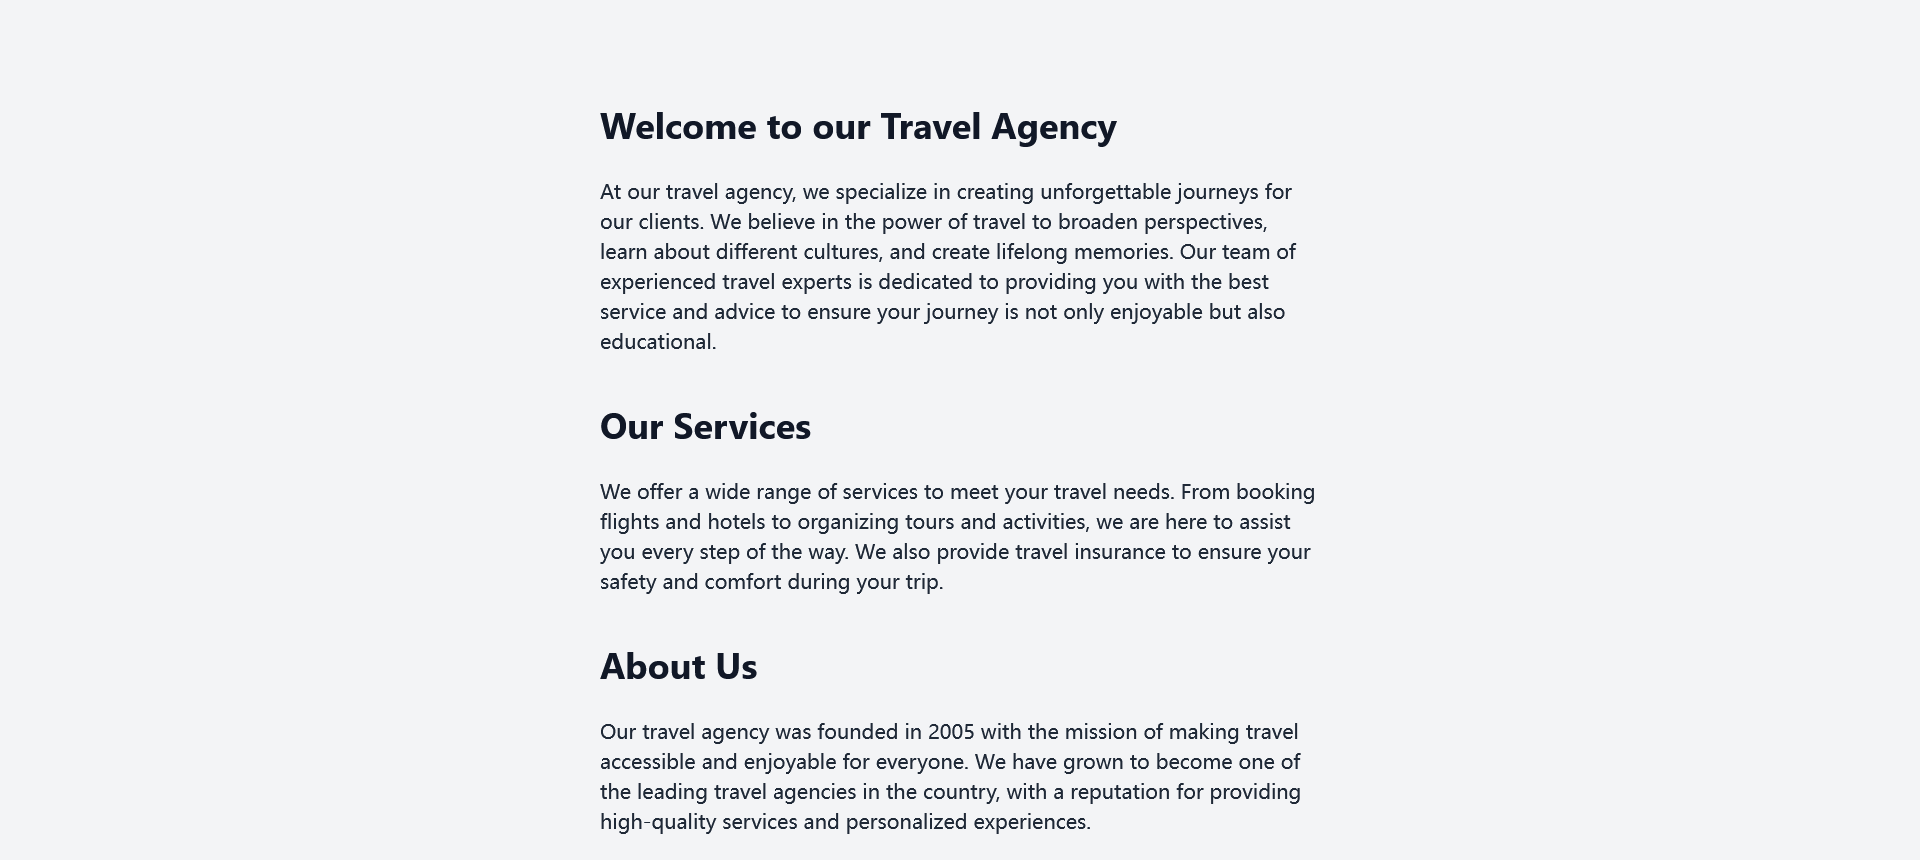 Welcome to our Travel Agency
At our travel agency, we specialize in creating unforgettable journeys for
our clients. We believe in the power of travel to broaden perspectives,
learn about different cultures, and create lifelong memories. Our team of
experienced travel experts is dedicated to providing you with the best
service and advice to ensure your journey is not only enjoyable but also
educational.
Our Services
We offer a wide range of services to meet your travel needs. From booking
flights and hotels to organizing tours and activities, we are here to assist
you every step of the way. We also provide travel insurance to ensure your
safety and comfort during your trip.
About Us
Our travel agency was founded in 2005 with the mission of making travel
accessible and enjoyable for everyone. We have grown to become one of
the leading travel agencies in the country, with a reputation for providing
high-quality services and personalized experiences.